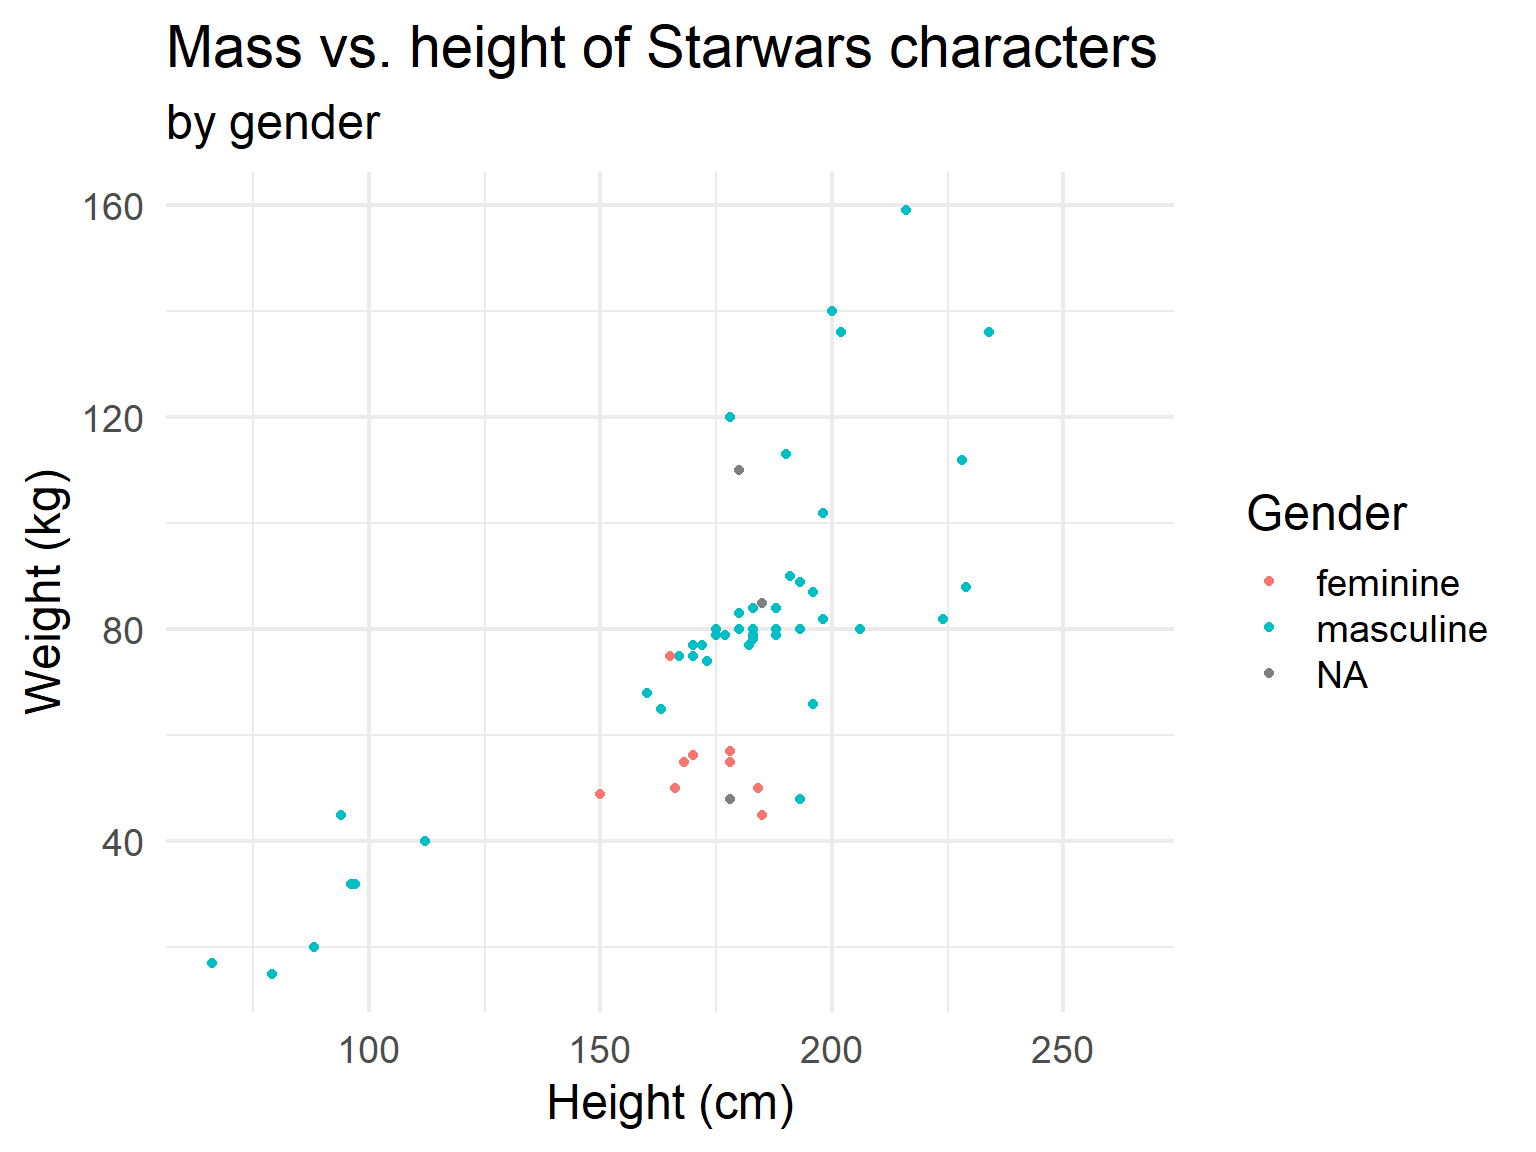 Mass vs. height of Starwars characters
by gender
160
120
80
40
Weight (kg)
100 150 200 250
Height (cm)
Gender
feminine
masculine
NA